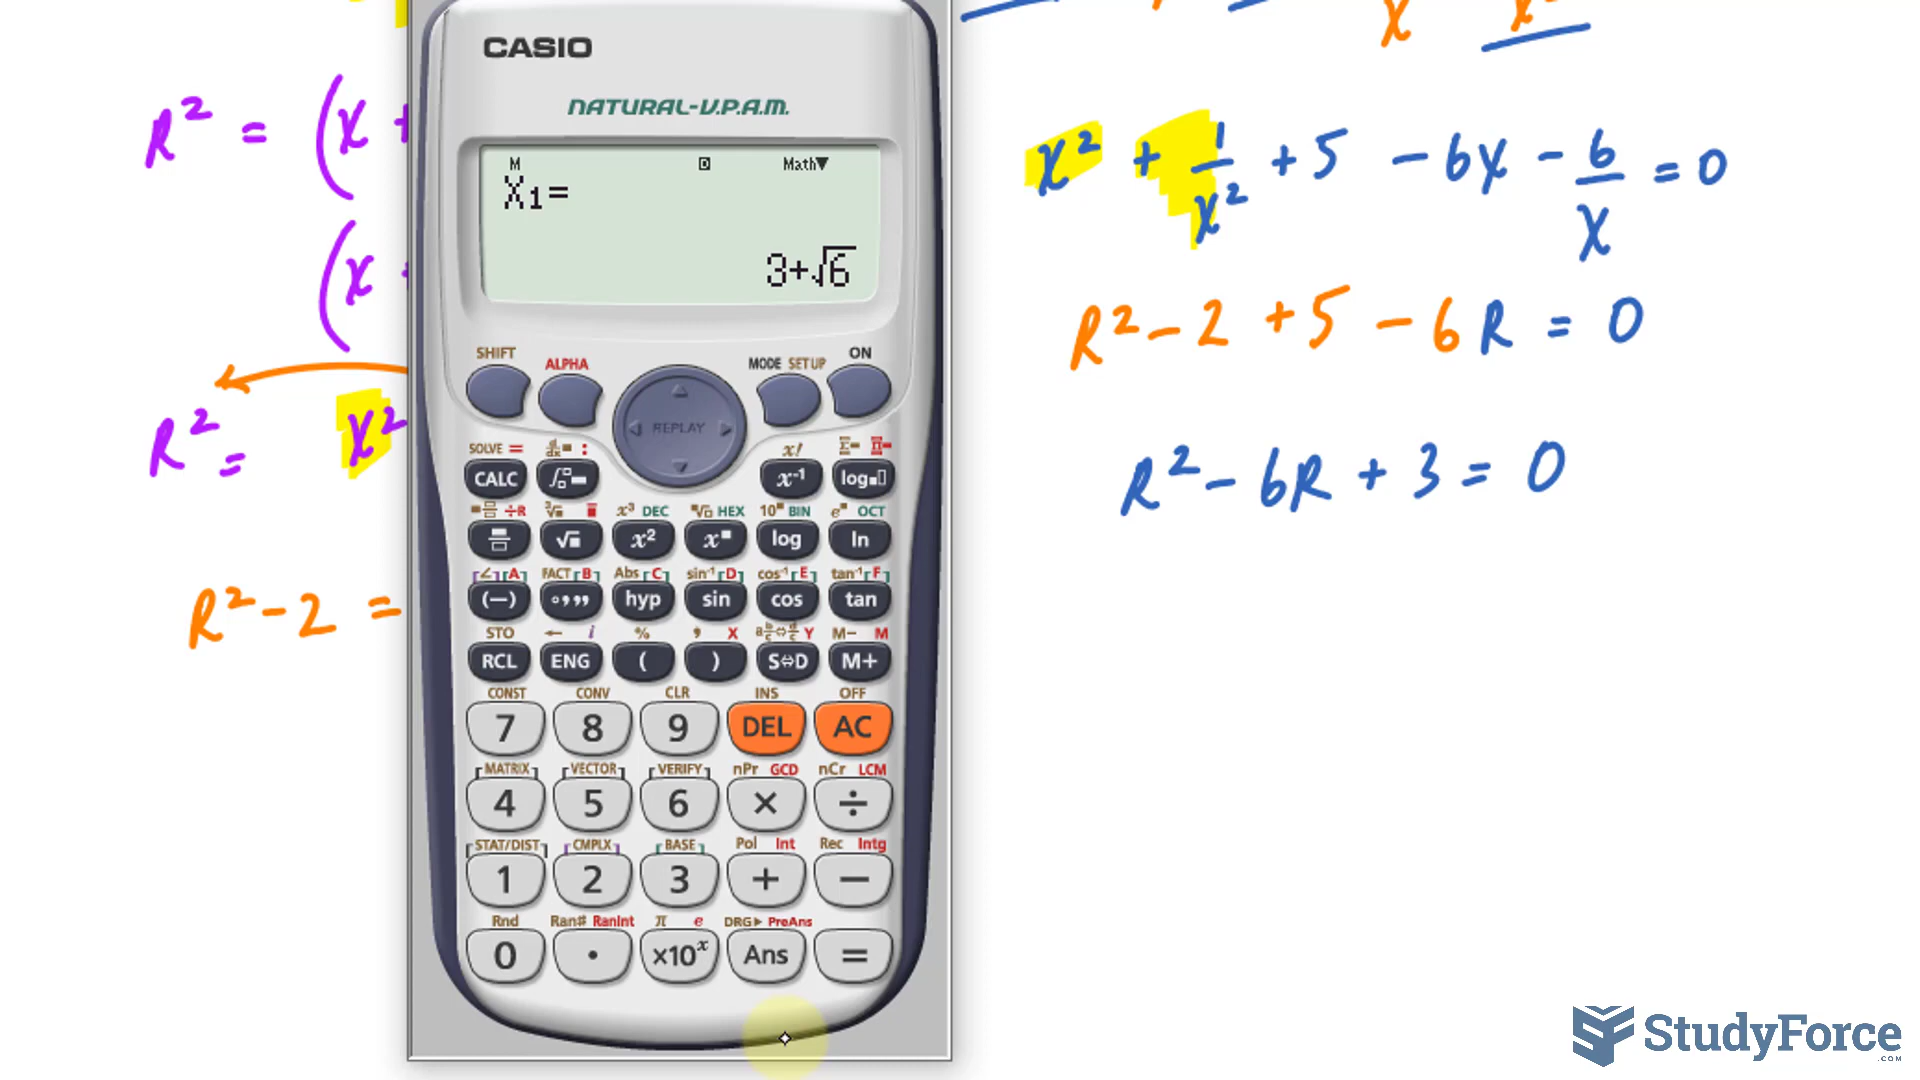 R² = (x +
(x +
R² = x²
R² - 2 =
CASIO
NATURAL-V.P.A.M.
M D Math▼
X₁=
3+√6
SHIFT ALPHA MODE SETUP ON
REPLAY
SOLVE = d/dx :  x! Σ= Π=
CALC ∫ x⁻¹ log
÷R ³√ x³ DEC √ HEX 10 BIN e OCT
√ x² x log ln
∠ A FACT B Abs C sin⁻¹ D cos⁻¹ E tan⁻¹ F
(−) ° ’ ’’ hyp sin cos tan
STO ← i % , X a b/c⇔d/c Y M− M
RCL ENG ( ) S⇔D M+
CONST CONV CLR INS OFF
7 8 9 DEL AC
MATRIX VECTOR VERIFY nPr GCD nCr LCM
4 5 6 × ÷
STAT/DIST CMPLX BASE Pol Int Rec Intg
1 2 3 + −
Rnd Ran# RanInt π e DRG▶ PreAns
0 . ×10ˣ Ans =
x² + 1/x² + 5 - 6x - 6/x = 0
R² - 2 + 5 - 6R = 0
R² - 6R + 3 = 0
StudyForce
.COM